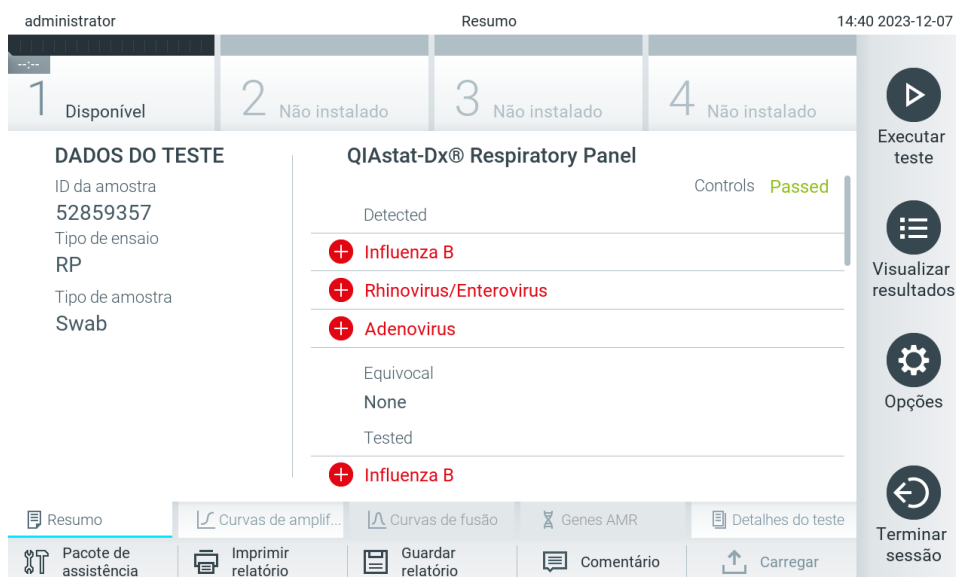 administrator
Resumo
14:40 2023-12-07
--:--
1 Disponível
2 Não instalado
3 Não instalado
4 Não instalado
DADOS DO TESTE
ID da amostra
52859357
Tipo de ensaio
RP
Tipo de amostra
Swab
QIAstat-Dx® Respiratory Panel
Controls Passed
Detected
Influenza B
Rhinovirus/Enterovirus
Adenovirus
Equivocal
None
Tested
Influenza B
Executar
teste
Visualizar
resultados
Opções
Terminar
sessão
Resumo
Curvas de amplif...
Curvas de fusão
Genes AMR
Detalhes do teste
Pacote de
assistência
Imprimir
relatório
Guardar
relatório
Comentário
Carregar